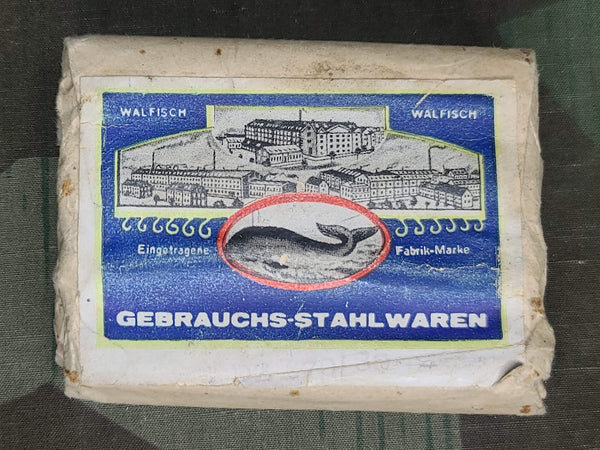 WALFISCH WALFISCH
Eingetragene Fabrik-Marke
GEBRAUCHS-STAHLWAREN